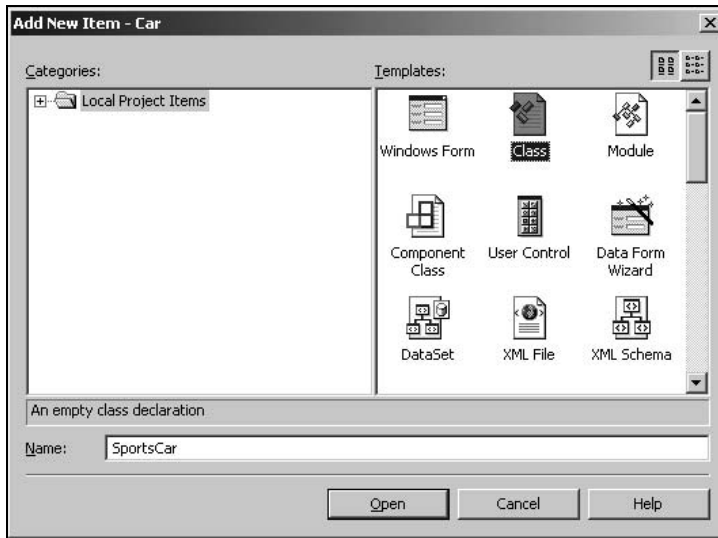 Add New Item - Car
Categories:
Templates:
Local Project Items
Windows Form
Class
Module
Component
Class
User Control
Data Form
Wizard
DataSet
XML File
XML Schema
An empty class declaration
Name:
SportsCar
Open
Cancel
Help